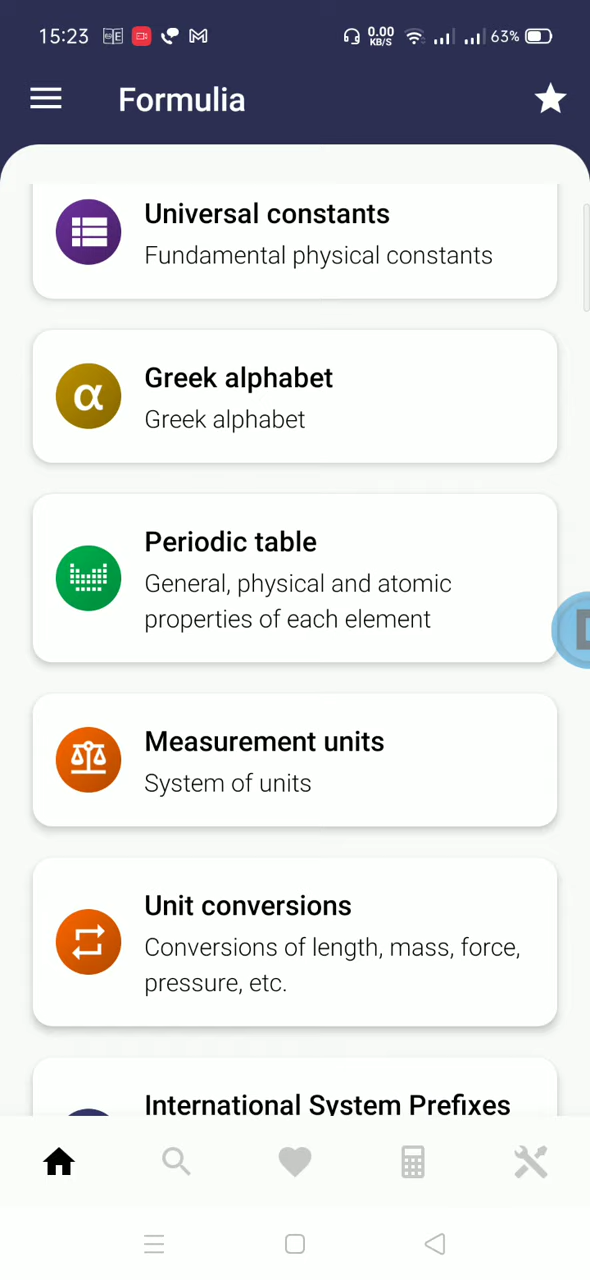 15:23 0.00 KB/S 63%
Formulia
Universal constants
Fundamental physical constants
α
Greek alphabet
Greek alphabet
Periodic table
General, physical and atomic
properties of each element
Measurement units
System of units
Unit conversions
Conversions of length, mass, force,
pressure, etc.
International System Prefixes